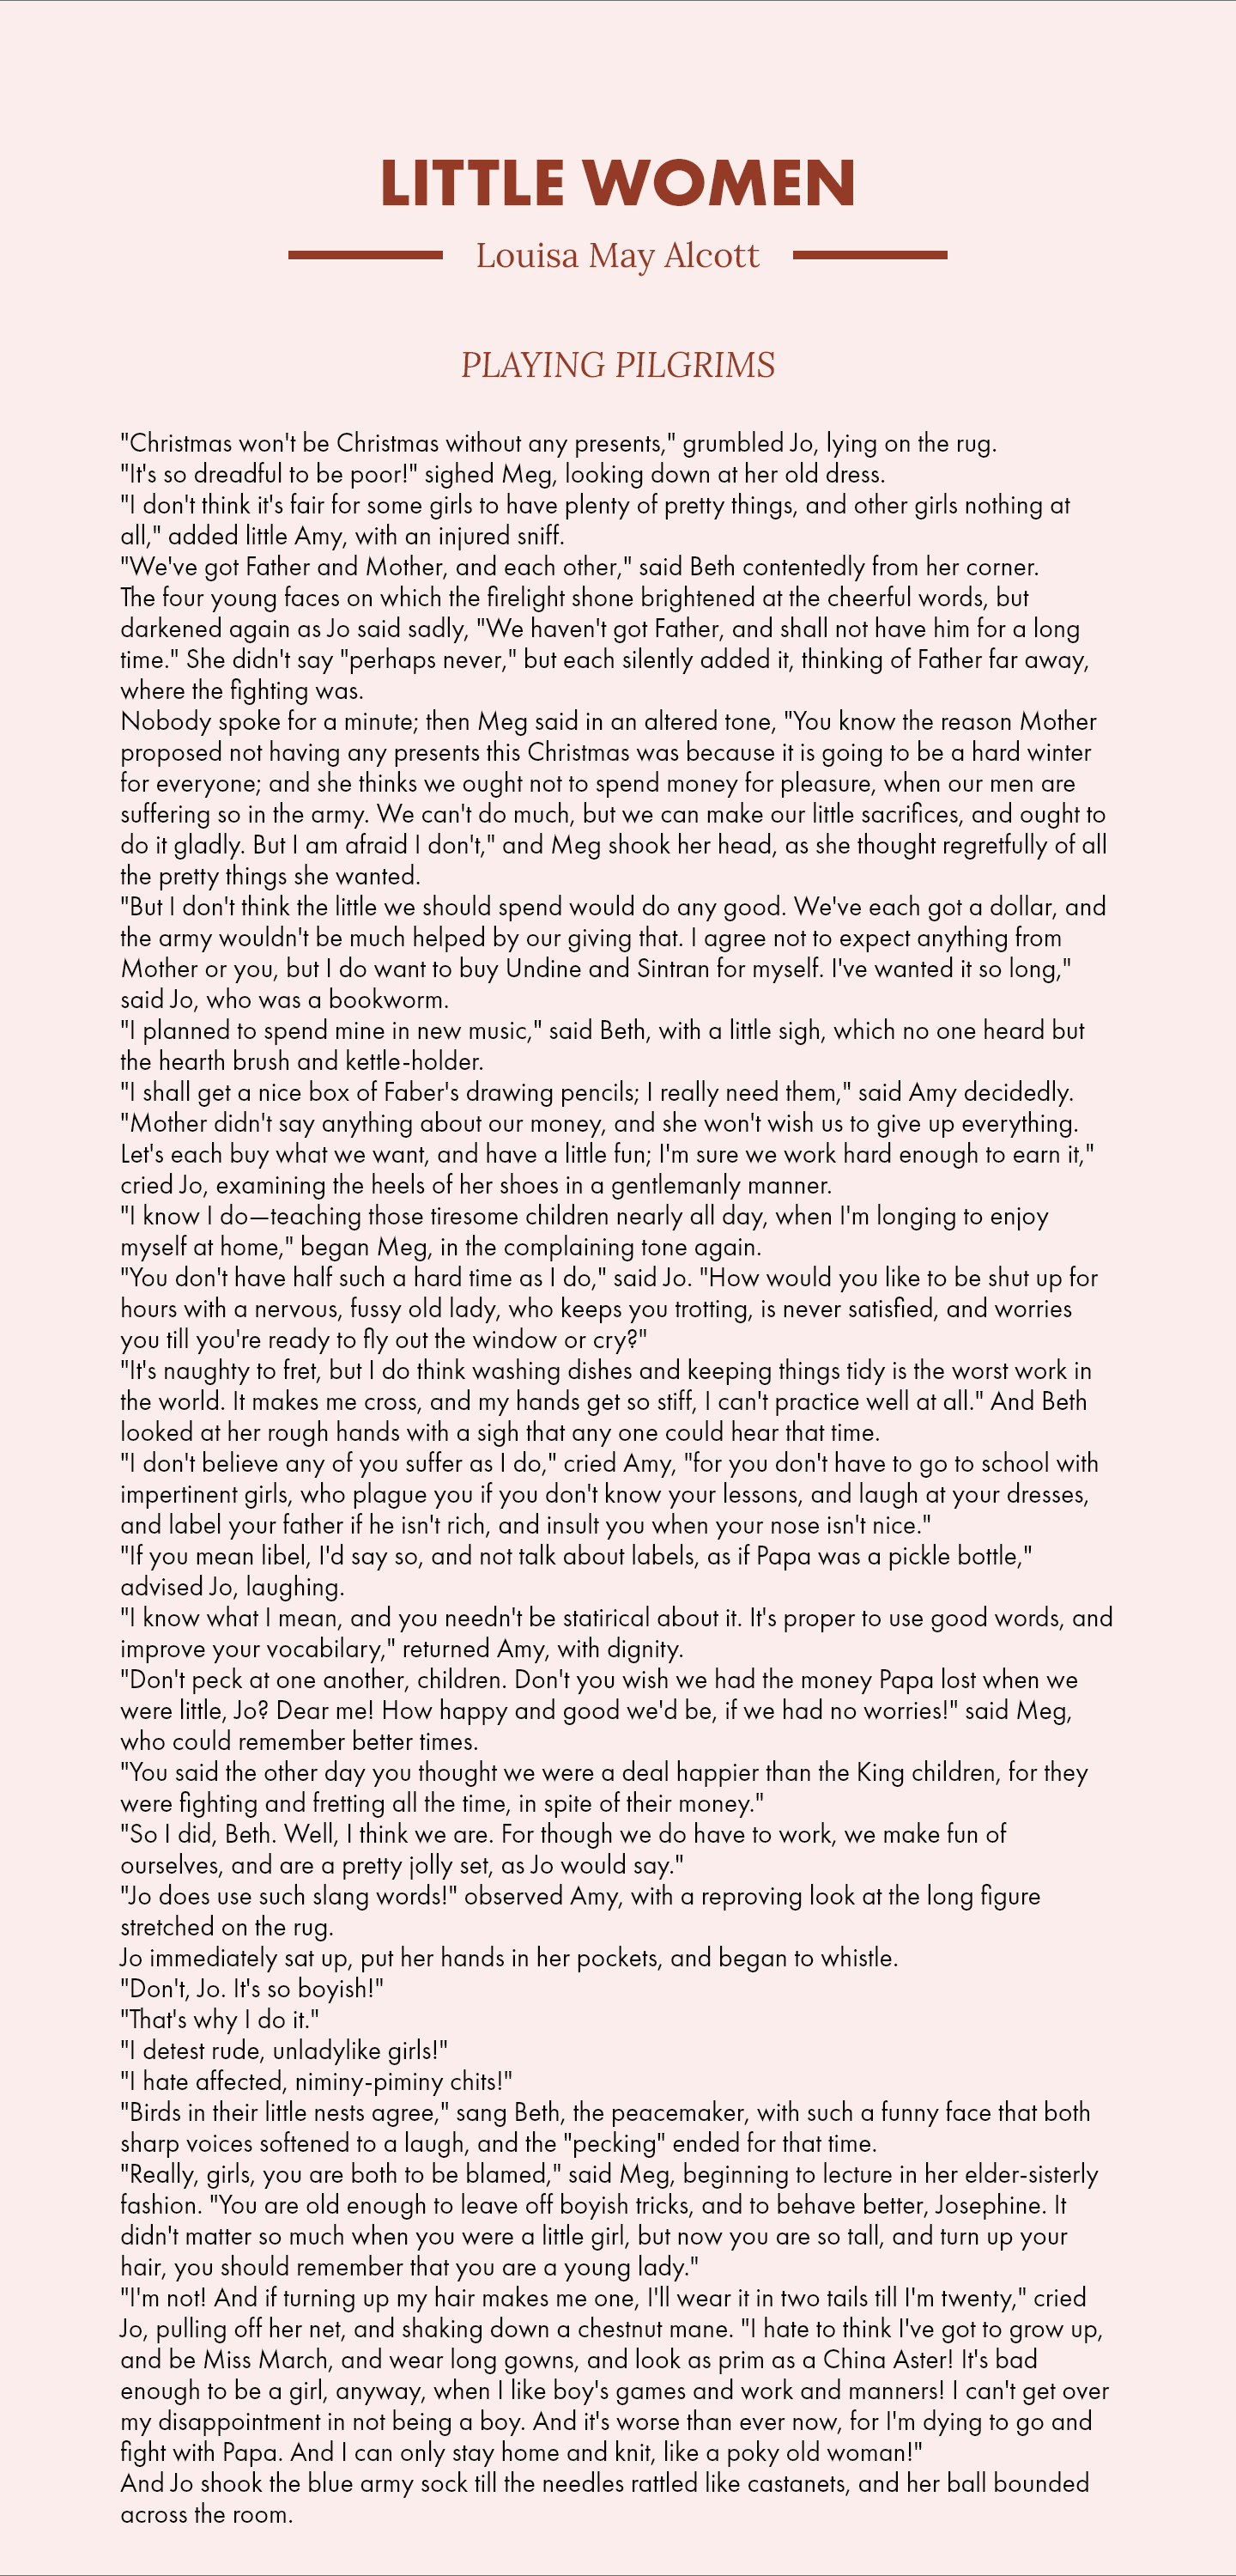 LITTLE WOMEN
Louisa May Alcott
PLAYING PILGRIMS
"Christmas won't be Christmas without any presents," grumbled Jo, lying on the rug.
"It's so dreadful to be poor!" sighed Meg, looking down at her old dress.
"I don't think it's fair for some girls to have plenty of pretty things, and other girls nothing at
all," added little Amy, with an injured sniff.
"We've got Father and Mother, and each other," said Beth contentedly from her corner.
The four young faces on which the firelight shone brightened at the cheerful words, but
darkened again as Jo said sadly, "We haven't got Father, and shall not have him for a long
time." She didn't say "perhaps never," but each silently added it, thinking of Father far away,
where the fighting was.
Nobody spoke for a minute; then Meg said in an altered tone, "You know the reason Mother
proposed not having any presents this Christmas was because it is going to be a hard winter
for everyone; and she thinks we ought not to spend money for pleasure, when our men are
suffering so in the army. We can't do much, but we can make our little sacrifices, and ought to
do it gladly. But I am afraid I don't," and Meg shook her head, as she thought regretfully of all
the pretty things she wanted.
"But I don't think the little we should spend would do any good. We've each got a dollar, and
the army wouldn't be much helped by our giving that. I agree not to expect anything from
Mother or you, but I do want to buy Undine and Sintran for myself. I've wanted it so long,"
said Jo, who was a bookworm.
"I planned to spend mine in new music," said Beth, with a little sigh, which no one heard but
the hearth brush and kettle-holder.
"I shall get a nice box of Faber's drawing pencils; I really need them," said Amy decidedly.
"Mother didn't say anything about our money, and she won't wish us to give up everything.
Let's each buy what we want, and have a little fun; I'm sure we work hard enough to earn it,"
cried Jo, examining the heels of her shoes in a gentlemanly manner.
"I know I do—teaching those tiresome children nearly all day, when I'm longing to enjoy
myself at home," began Meg, in the complaining tone again.
"You don't have half such a hard time as I do," said Jo. "How would you like to be shut up for
hours with a nervous, fussy old lady, who keeps you trotting, is never satisfied, and worries
you till you're ready to fly out the window or cry?"
"It's naughty to fret, but I do think washing dishes and keeping things tidy is the worst work in
the world. It makes me cross, and my hands get so stiff, I can't practice well at all." And Beth
looked at her rough hands with a sigh that any one could hear that time.
"I don't believe any of you suffer as I do," cried Amy, "for you don't have to go to school with
impertinent girls, who plague you if you don't know your lessons, and laugh at your dresses,
and label your father if he isn't rich, and insult you when your nose isn't nice."
"If you mean libel, I'd say so, and not talk about labels, as if Papa was a pickle bottle,"
advised Jo, laughing.
"I know what I mean, and you needn't be statirical about it. It's proper to use good words, and
improve your vocabilary," returned Amy, with dignity.
"Don't peck at one another, children. Don't you wish we had the money Papa lost when we
were little, Jo? Dear me! How happy and good we'd be, if we had no worries!" said Meg,
who could remember better times.
"You said the other day you thought we were a deal happier than the King children, for they
were fighting and fretting all the time, in spite of their money."
"So I did, Beth. Well, I think we are. For though we do have to work, we make fun of
ourselves, and are a pretty jolly set, as Jo would say."
"Jo does use such slang words!" observed Amy, with a reproving look at the long figure
stretched on the rug.
Jo immediately sat up, put her hands in her pockets, and began to whistle.
"Don't, Jo. It's so boyish!"
"That's why I do it."
"I detest rude, unladylike girls!"
"I hate affected, niminy-piminy chits!"
"Birds in their little nests agree," sang Beth, the peacemaker, with such a funny face that both
sharp voices softened to a laugh, and the "pecking" ended for that time.
"Really, girls, you are both to be blamed," said Meg, beginning to lecture in her elder-sisterly
fashion. "You are old enough to leave off boyish tricks, and to behave better, Josephine. It
didn't matter so much when you were a little girl, but now you are so tall, and turn up your
hair, you should remember that you are a young lady."
"I'm not! And if turning up my hair makes me one, I'll wear it in two tails till I'm twenty," cried
Jo, pulling off her net, and shaking down a chestnut mane. "I hate to think I've got to grow up,
and be Miss March, and wear long gowns, and look as prim as a China Aster! It's bad
enough to be a girl, anyway, when I like boy's games and work and manners! I can't get over
my disappointment in not being a boy. And it's worse than ever now, for I'm dying to go and
fight with Papa. And I can only stay home and knit, like a poky old woman!"
And Jo shook the blue army sock till the needles rattled like castanets, and her ball bounded
across the room.